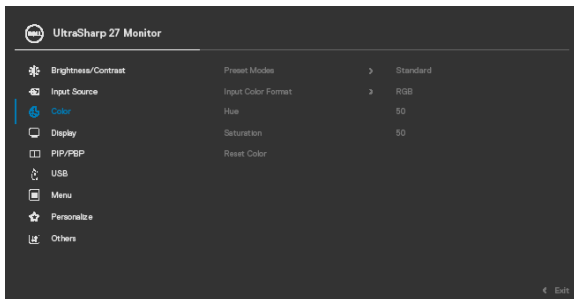 DELL UltraSharp 27 Monitor
Brightness/Contrast Preset Modes > Standard
Input Source Input Color Format > RGB
Color Hue 50
Display Saturation 50
PIP/PBP Reset Color
USB
Menu
Personalize
Others
Exit